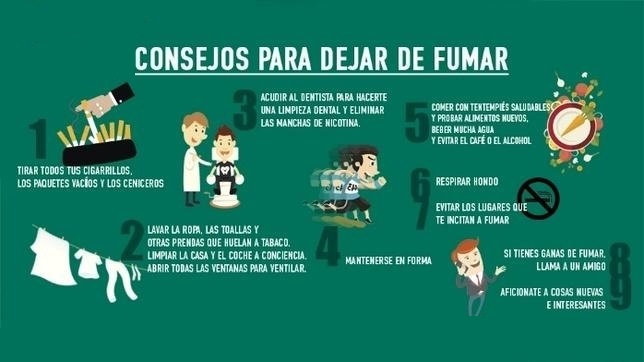 CONSEJOS PARA DEJAR DE FUMAR
1
TIRAR TODOS TUS CIGARRILLOS,
LOS PAQUETES VACÍOS Y LOS CENICEROS
2
LAVAR LA ROPA, LAS TOALLAS Y
OTRAS PRENDAS QUE HUELAN A TABACO.
LIMPIAR LA CASA Y EL COCHE A CONCIENCIA.
ABRIR TODAS LAS VENTANAS PARA VENTILAR.
3
ACUDIR AL DENTISTA PARA HACERTE
UNA LIMPIEZA DENTAL Y ELIMINAR
LAS MANCHAS DE NICOTINA.
4
MANTENERSE EN FORMA
5
COMER CON TENTEMPIÉS SALUDABLES
Y PROBAR ALIMENTOS NUEVOS,
BEBER MUCHA AGUA
Y EVITAR EL CAFÉ O EL ALCOHOL
6
RESPIRAR HONDO
7
EVITAR LOS LUGARES QUE
TE INCITAN A FUMAR
8
SI TIENES GANAS DE FUMAR,
LLAMA A UN AMIGO
9
AFICIONATE A COSAS NUEVAS
E INTERESANTES